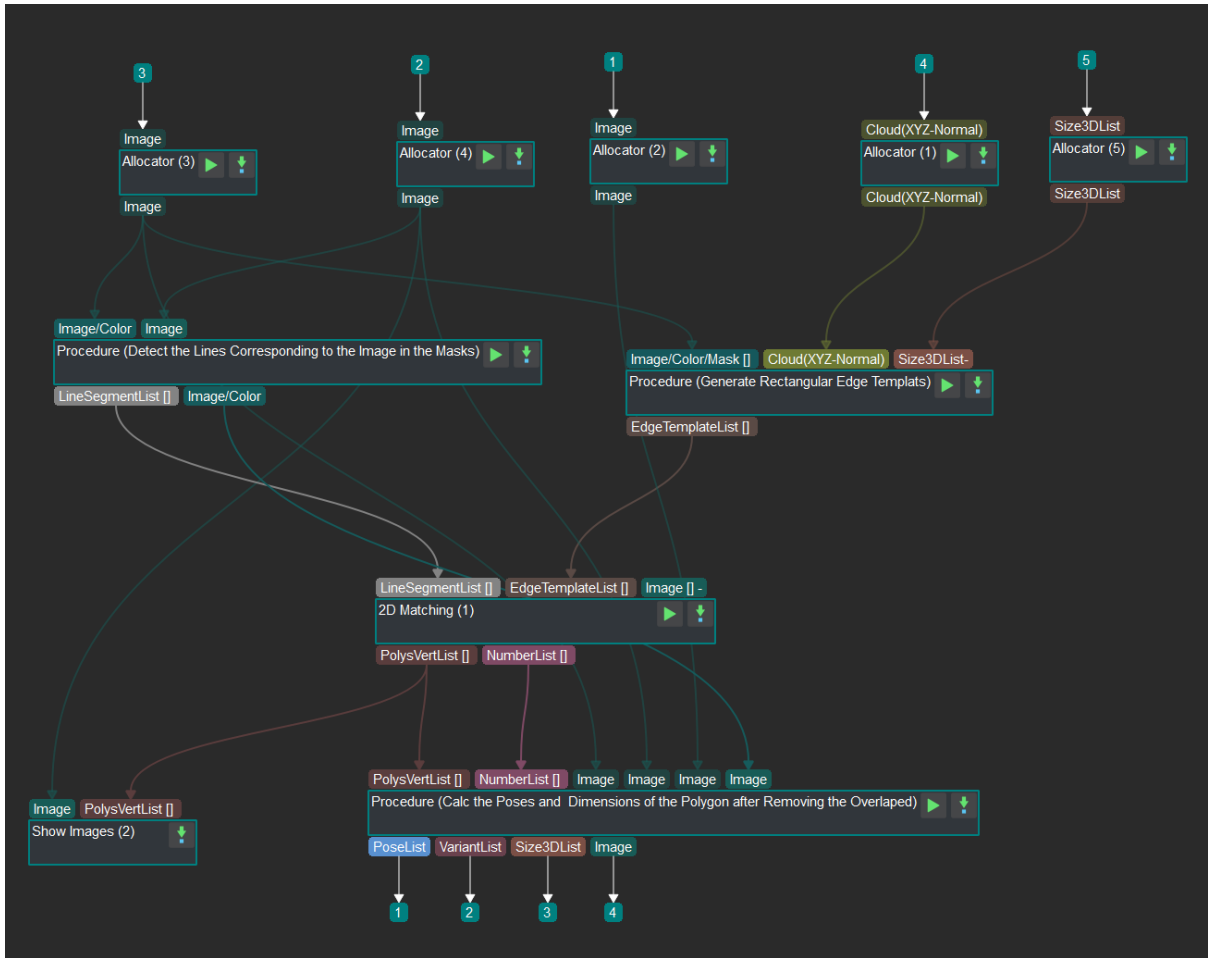 3
2
1
4
5
Image
Image
Image
Cloud(XYZ-Normal)
Size3DList
Allocator (3)
Allocator (4)
Allocator (2)
Allocator (1)
Allocator (5)
Image
Image
Image
Cloud(XYZ-Normal)
Size3DList
Image/Color
Image
Procedure (Detect the Lines Corresponding to the Image in the Masks)
LineSegmentList []
Image/Color
Image/Color/Mask []
Cloud(XYZ-Normal)
Size3DList-
Procedure (Generate Rectangular Edge Templats)
EdgeTemplateList []
LineSegmentList []
EdgeTemplateList []
Image [] -
2D Matching (1)
PolysVertList []
NumberList []
Image
PolysVertList []
Show Images (2)
PolysVertList []
NumberList []
Image
Image
Image
Image
Procedure (Calc the Poses and  Dimensions of the Polygon after Removing the Overlaped)
PoseList
VariantList
Size3DList
Image
1
2
3
4